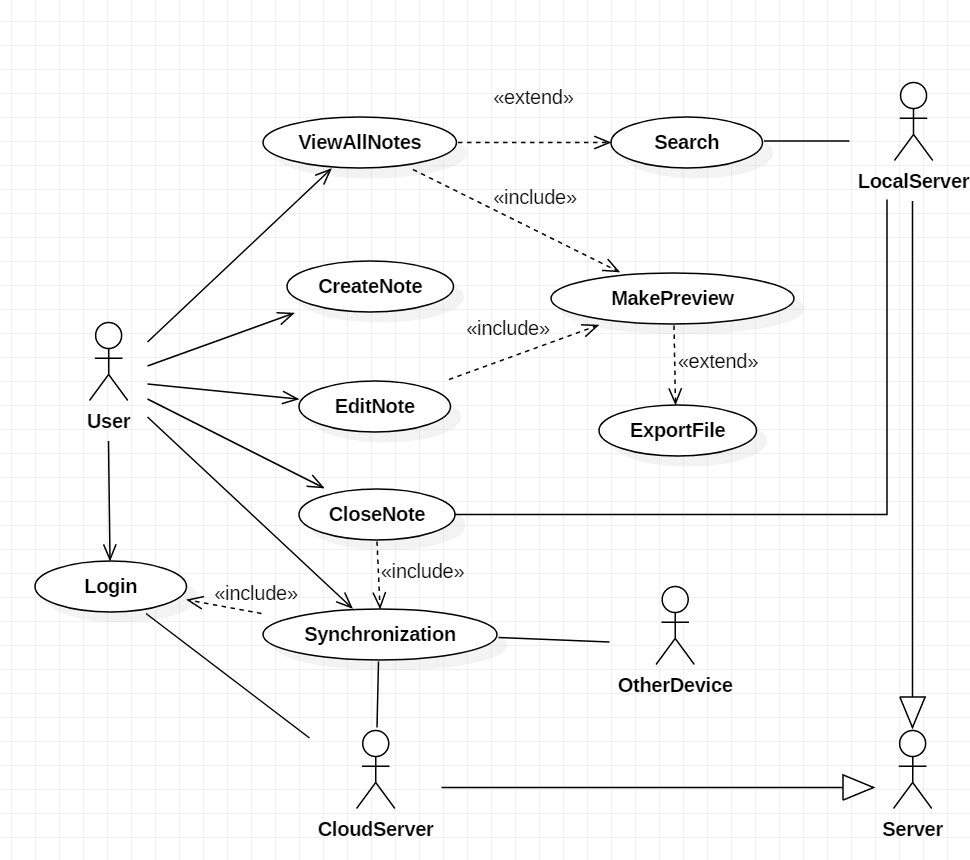 «extend»
ViewAllNotes
Search
LocalServer
«include»
CreateNote
MakePreview
«include»
«extend»
EditNote
User
ExportFile
CloseNote
«include»
Login
«include»
Synchronization
OtherDevice
CloudServer
Server